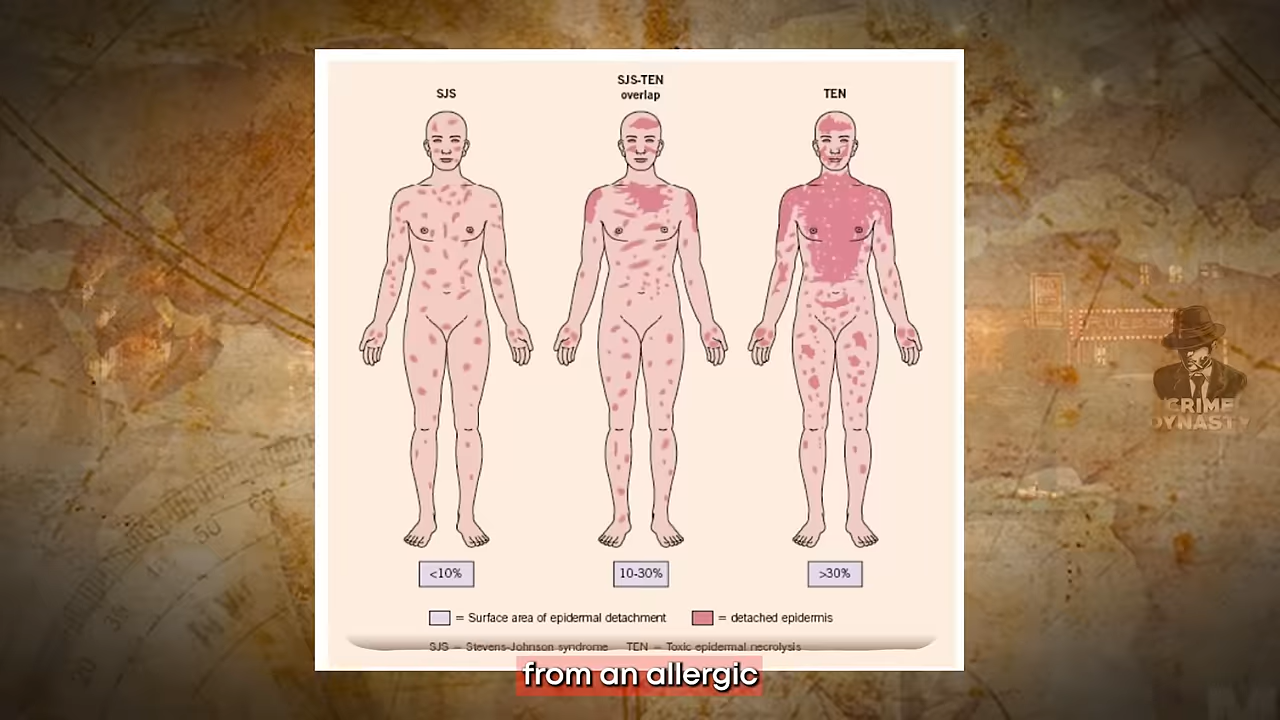 SJS
SJS-TEN
overlap
TEN
<10%
10-30%
>30%
= Surface area of epidermal detachment
= detached epidermis
SJS = Stevens-Johnson syndrome TEN = Toxic epidermal necrolysis
from an allergic
CRIME
DYNASTY
50